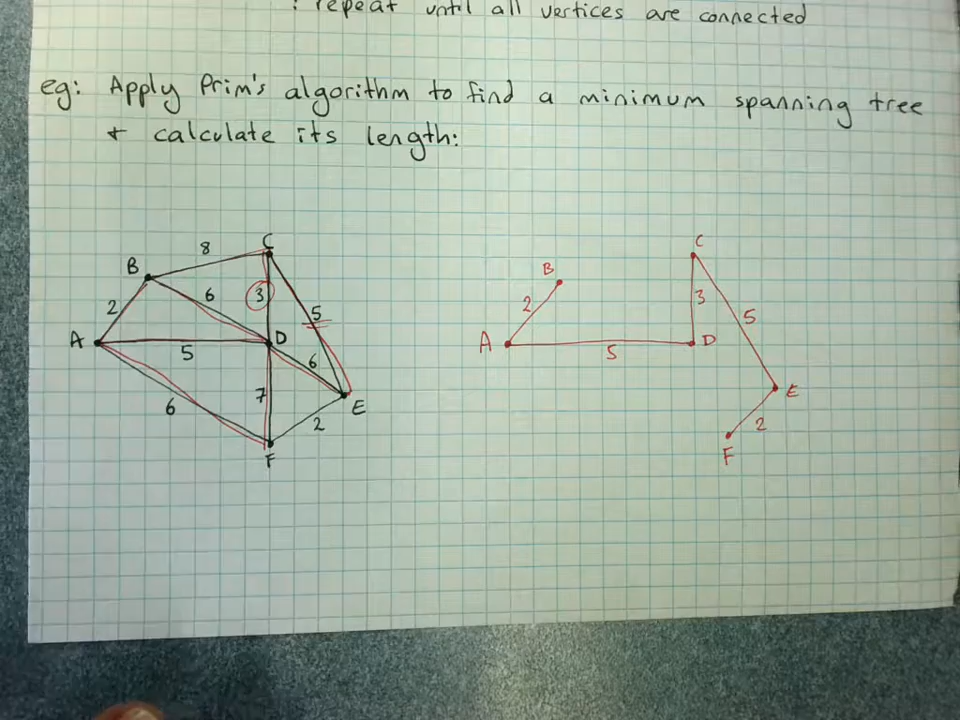 : repeat until all vertices are connected
eg: Apply Prim's algorithm to find a minimum spanning tree
+ calculate its length:
C
C
B
8
B
6
3
2
3
2
5
5
A
D
A
D
5
6
5
6
7
E
E
2
2
F
F